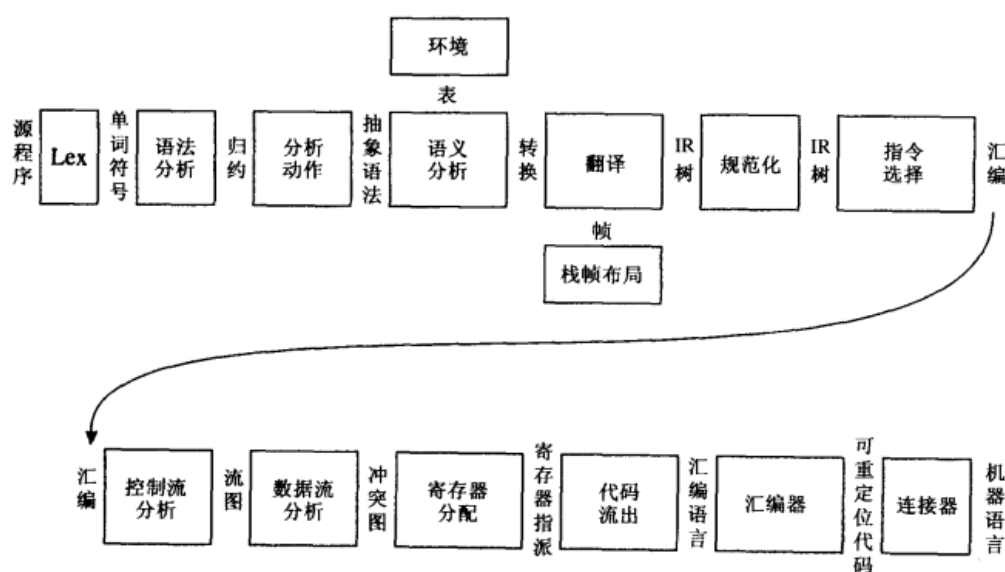 环境
表
源程序
Lex
单词符号
语法
分析
归约
分析
动作
抽象语法
语义
分析
转换
翻译
IR
树
规范化
IR
树
指令
选择
汇编
帧
栈帧布局
汇编
控制流
分析
流图
数据流
分析
冲突图
寄存器
分配
寄存器指派
代码
流出
汇编语言
汇编器
可重定位代码
连接器
机器语言